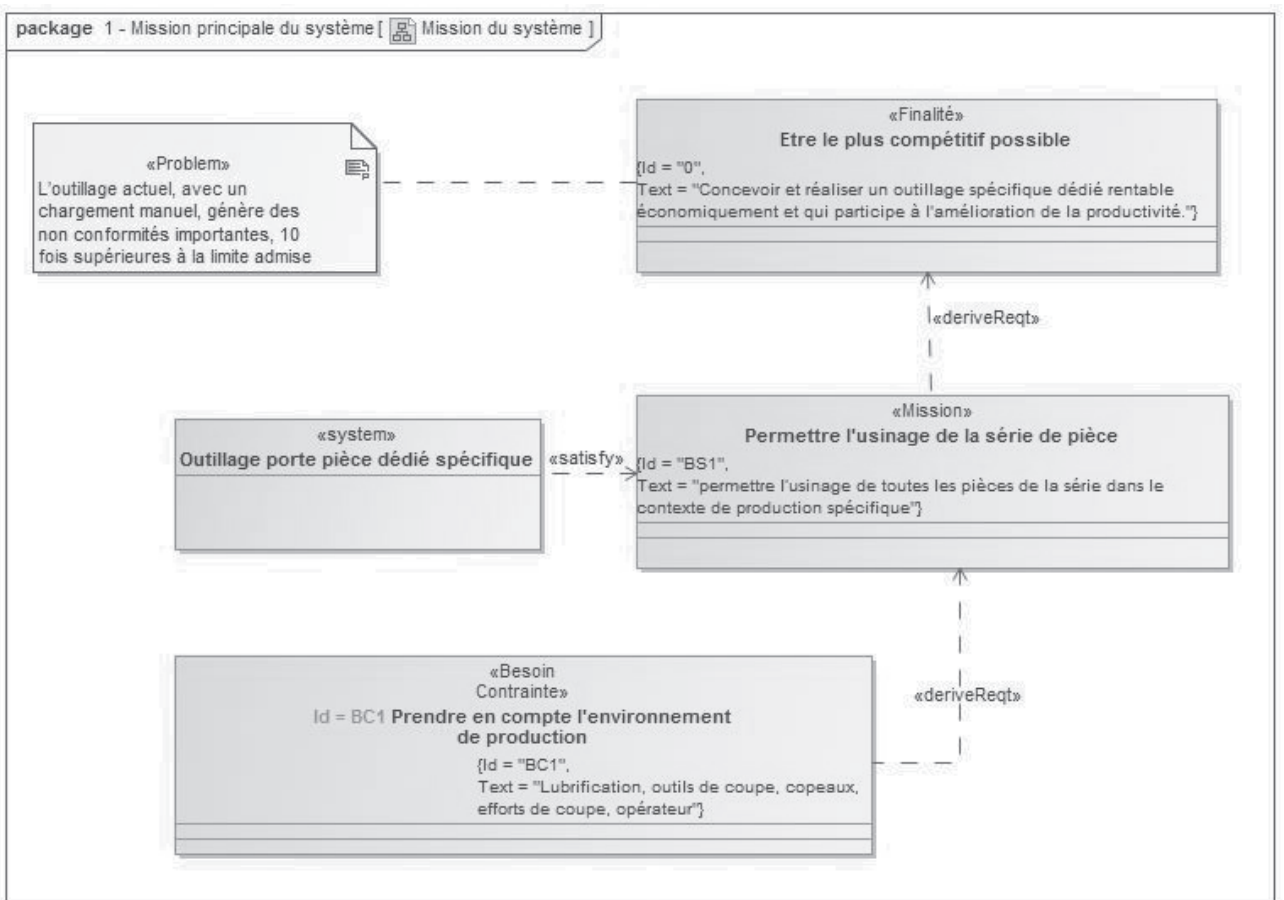 package 1 - Mission principale du système [ Mission du système ]
«Problem»
L'outillage actuel, avec un
chargement manuel, génère des
non conformités importantes, 10
fois supérieures à la limite admise
«Finalité»
Etre le plus compétitif possible
{Id = "0",
Text = "Concevoir et réaliser un outillage spécifique dédié rentable
économiquement et qui participe à l'amélioration de la productivité."}
«deriveReqt»
«system»
Outillage porte pièce dédié spécifique
«satisfy»
«Mission»
Permettre l'usinage de la série de pièce
{Id = "BS1",
Text = "permettre l'usinage de toutes les pièces de la série dans le
contexte de production spécifique"}
«deriveReqt»
«Besoin
Contrainte»
Id = BC1 Prendre en compte l'environnement
de production
{Id = "BC1",
Text = "Lubrification, outils de coupe, copeaux,
efforts de coupe, opérateur"}